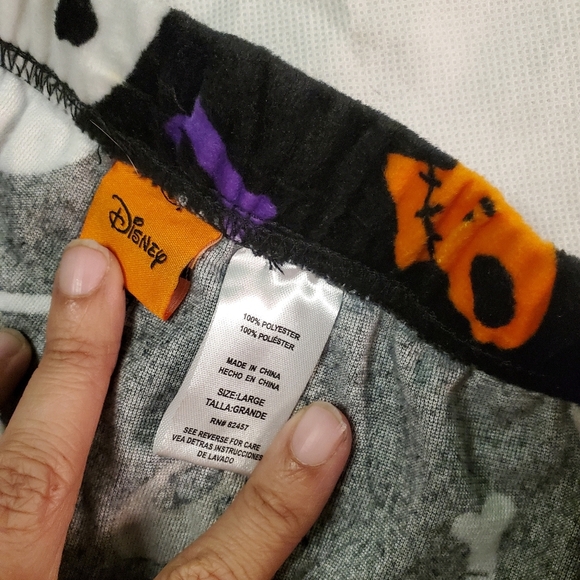 Disney
100% POLYESTER
100% POLIÉSTER
MADE IN CHINA
HECHO EN CHINA
SIZE:LARGE
TALLA:GRANDE
RN# 82457
SEE REVERSE FOR CARE
VEA DETRAS INSTRUCCIONES
DE LAVADO